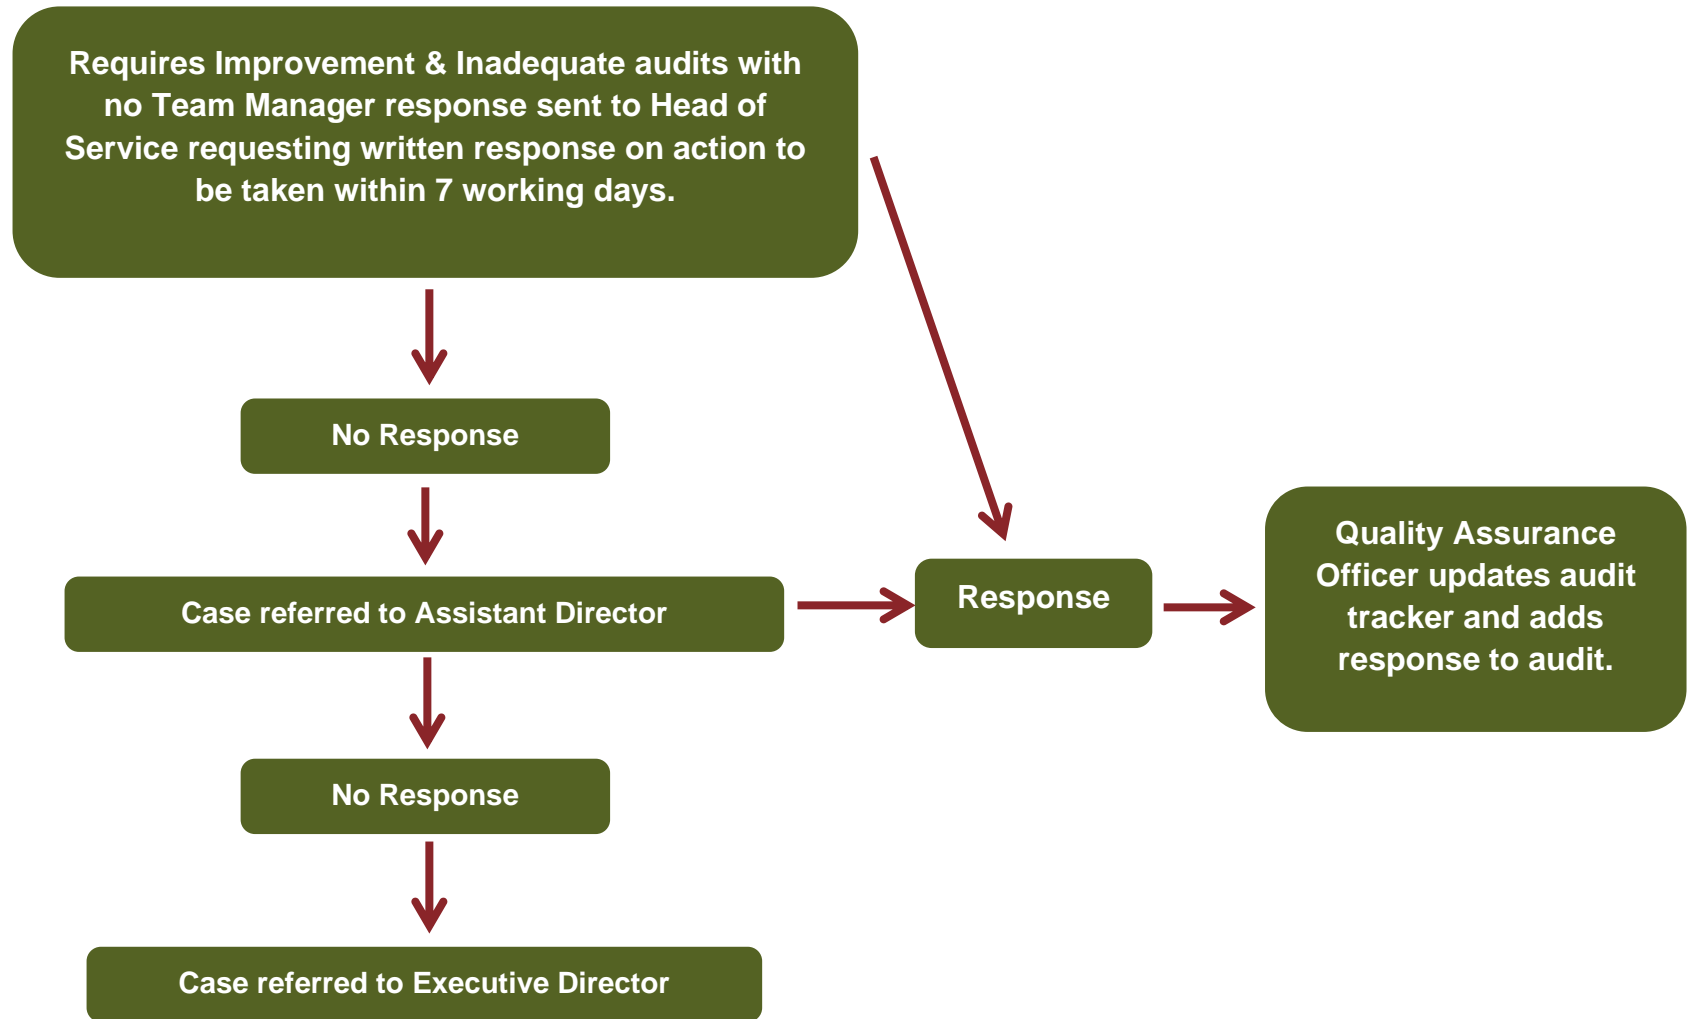 Requires Improvement & Inadequate audits with
no Team Manager response sent to Head of
Service requesting written response on action to
be taken within 7 working days.
No Response
Case referred to Assistant Director
Response
Quality Assurance
Officer updates audit
tracker and adds
response to audit.
No Response
Case referred to Executive Director